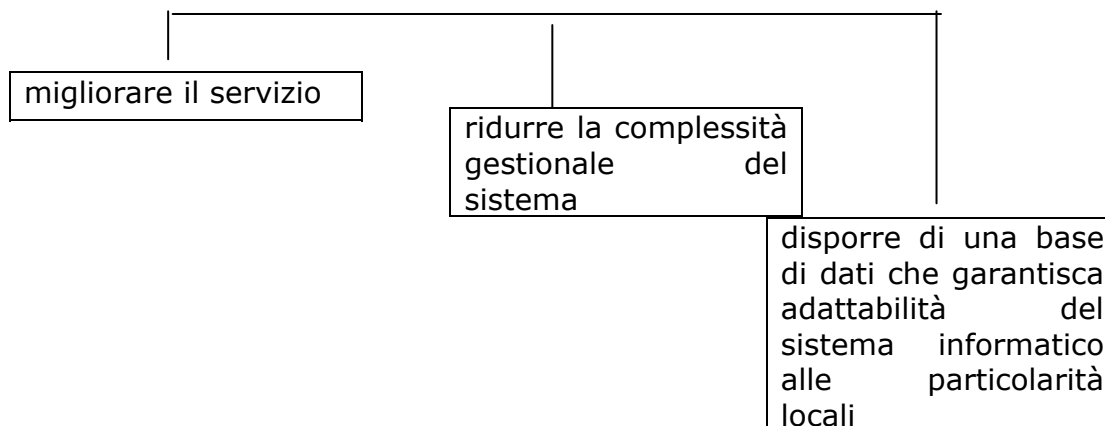 migliorare il servizio
ridurre la complessità
gestionale del
sistema
disporre di una base
di dati che garantisca
adattabilità del
sistema informatico
alle particolarità
locali